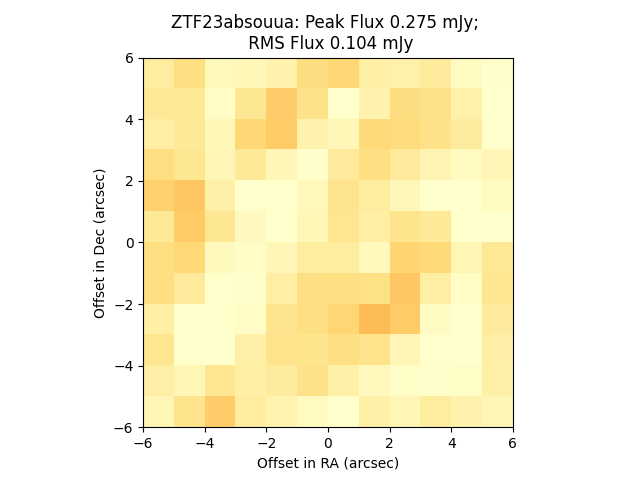 ZTF23absouua: Peak Flux 0.275 mJy;
RMS Flux 0.104 mJy
6
4
2
0
−2
−4
−6
Offset in Dec (arcsec)
−6 −4 −2 0 2 4 6
Offset in RA (arcsec)